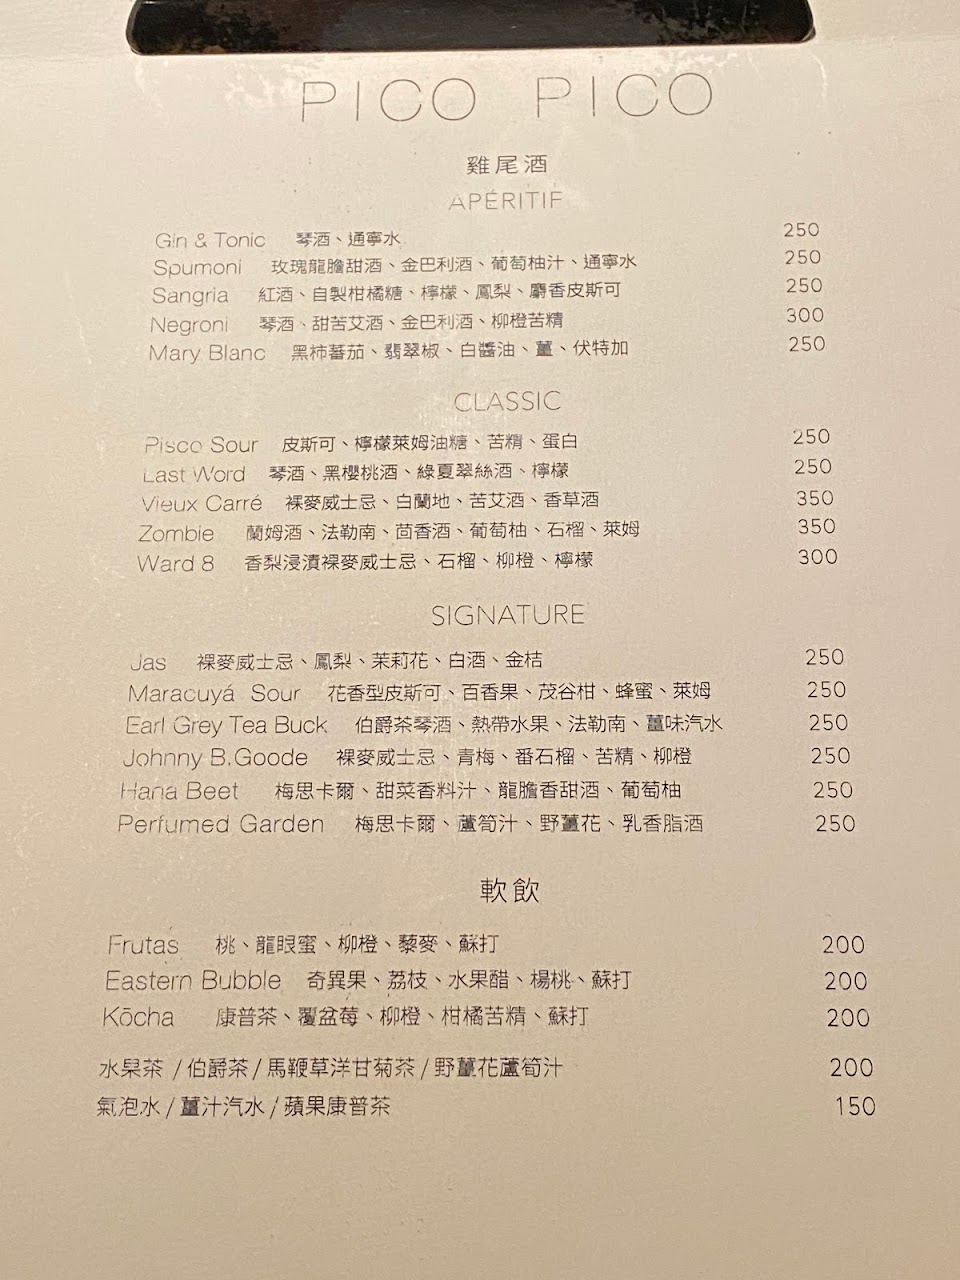 PICO PICO
雞尾酒
APÉRITIF
Gin & Tonic 琴酒、通寧水 250
Spumoni 玫瑰龍膽甜酒、金巴利酒、葡萄柚汁、通寧水 250
Sangria 紅酒、自製柑橘糖、檸檬、鳳梨、麝香皮斯可 250
Negroni 琴酒、甜苦艾酒、金巴利酒、柳橙苦精 300
Mary Blanc 黑柿蕃茄、翡翠椒、白醬油、薑、伏特加 250
CLASSIC
Pisco Sour 皮斯可、檸檬萊姆油糖、苦精、蛋白 250
Last Word 琴酒、黑櫻桃酒、綠夏翠絲酒、檸檬 250
Vieux Carré 裸麥威士忌、白蘭地、苦艾酒、香草酒 350
Zombie 蘭姆酒、法勒南、茴香酒、葡萄柚、石榴、萊姆 350
Ward 8 香梨浸漬裸麥威士忌、石榴、柳橙、檸檬 300
SIGNATURE
Jas 裸麥威士忌、鳳梨、茉莉花、白酒、金桔 250
Maracuyá Sour 花香型皮斯可、百香果、茂谷柑、蜂蜜、萊姆 250
Earl Grey Tea Buck 伯爵茶琴酒、熱帶水果、法勒南、薑味汽水 250
Johnny B.Goode 裸麥威士忌、青梅、番石榴、苦精、柳橙 250
Hana Beet 梅思卡爾、甜菜香料汁、龍膽香甜酒、葡萄柚 250
Perfumed Garden 梅思卡爾、蘆筍汁、野薑花、乳香脂酒 250
軟飲
Frutas 桃、龍眼蜜、柳橙、藜麥、蘇打 200
Eastern Bubble 奇異果、荔枝、水果醋、楊桃、蘇打 200
Kōcha 康普茶、覆盆莓、柳橙、柑橘苦精、蘇打 200
水果茶 / 伯爵茶 / 馬鞭草洋甘菊茶 / 野薑花蘆筍汁 200
氣泡水 / 薑汁汽水 / 蘋果康普茶 150